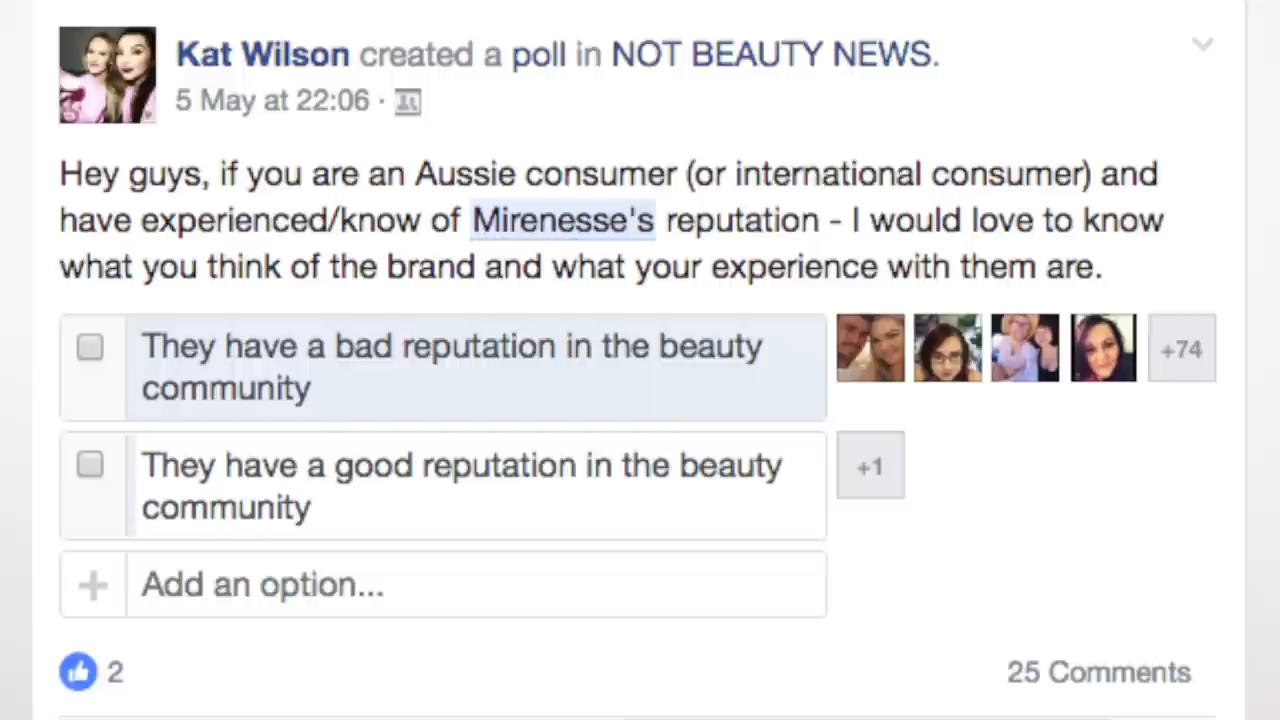 Kat Wilson created a poll in NOT BEAUTY NEWS.
5 May at 22:06 ·
Hey guys, if you are an Aussie consumer (or international consumer) and
have experienced/know of Mirenesse's reputation - I would love to know
what you think of the brand and what your experience with them are.
They have a bad reputation in the beauty
community
+74
They have a good reputation in the beauty
community
+1
Add an option...
2
25 Comments